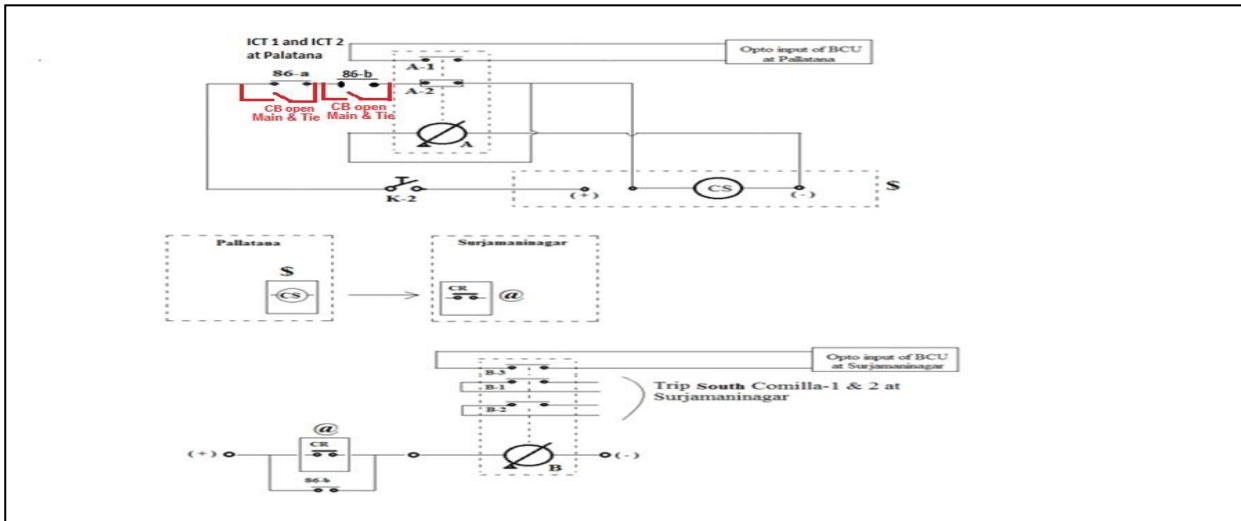 ICT 1 and ICT 2
at Palatana
Opto input of BCU
at Pallatana
86-a
86-b
A-1
A-2
CB open
Main & Tie
CB open
Main & Tie
A
K-2
(+)
CS
(-)
$
Pallatana
Surjamaninagar
$
CS
CR
@
Opto input of BCU
at Surjamaninagar
B-3
B-1
B-2
Trip South Comilla-1 & 2 at
Surjamaninagar
@
(+)
CR
B
(-)